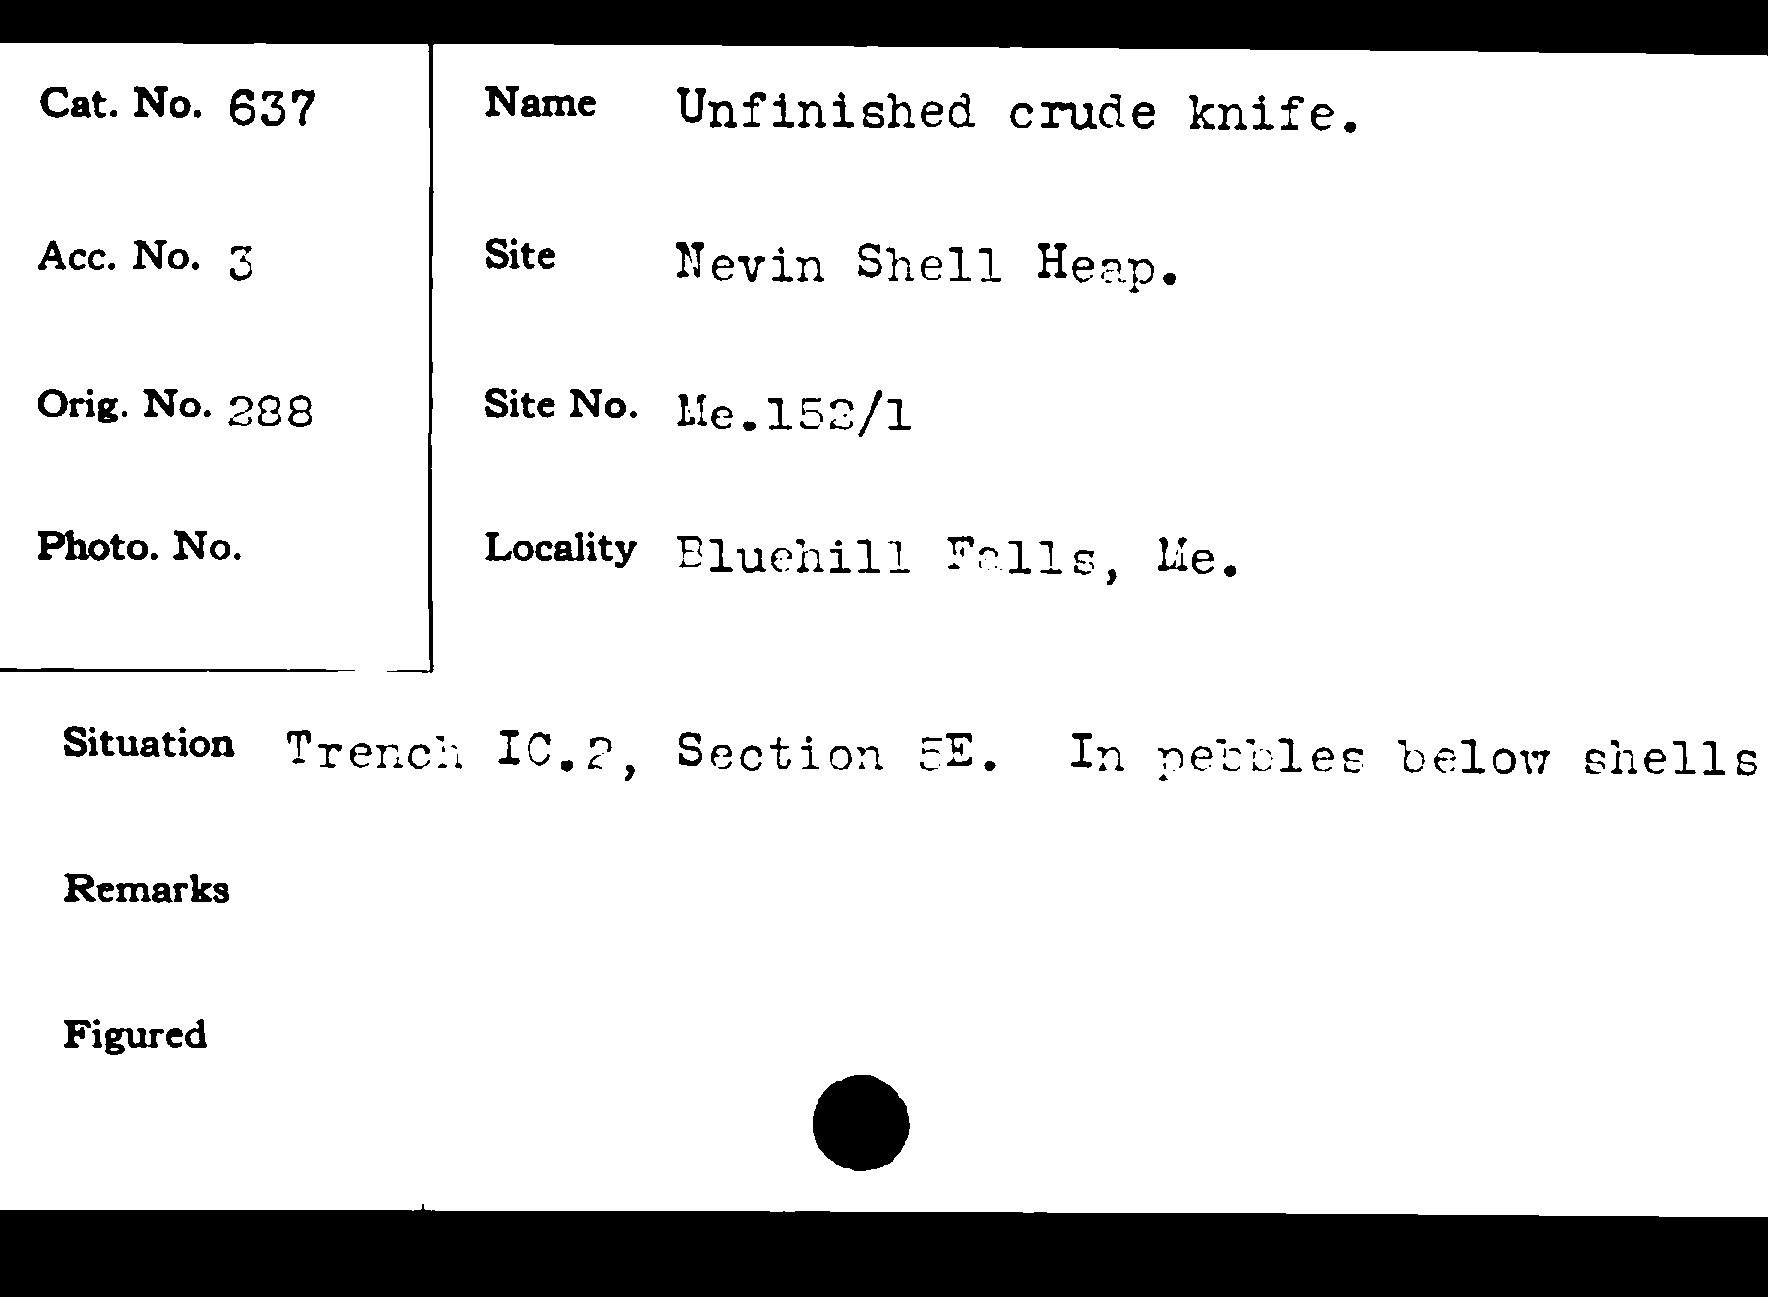 Cat. No. 637
Name Unfinished crude knife.
Acc. No. 3
Site Nevin Shell Heap.
Orig. No. 288
Site No. Me.152/1
Photo. No.
Locality Bluehill Falls, Me.
Situation Trench IC.2, Section 5E. In pebbles below shells
Remarks
Figured